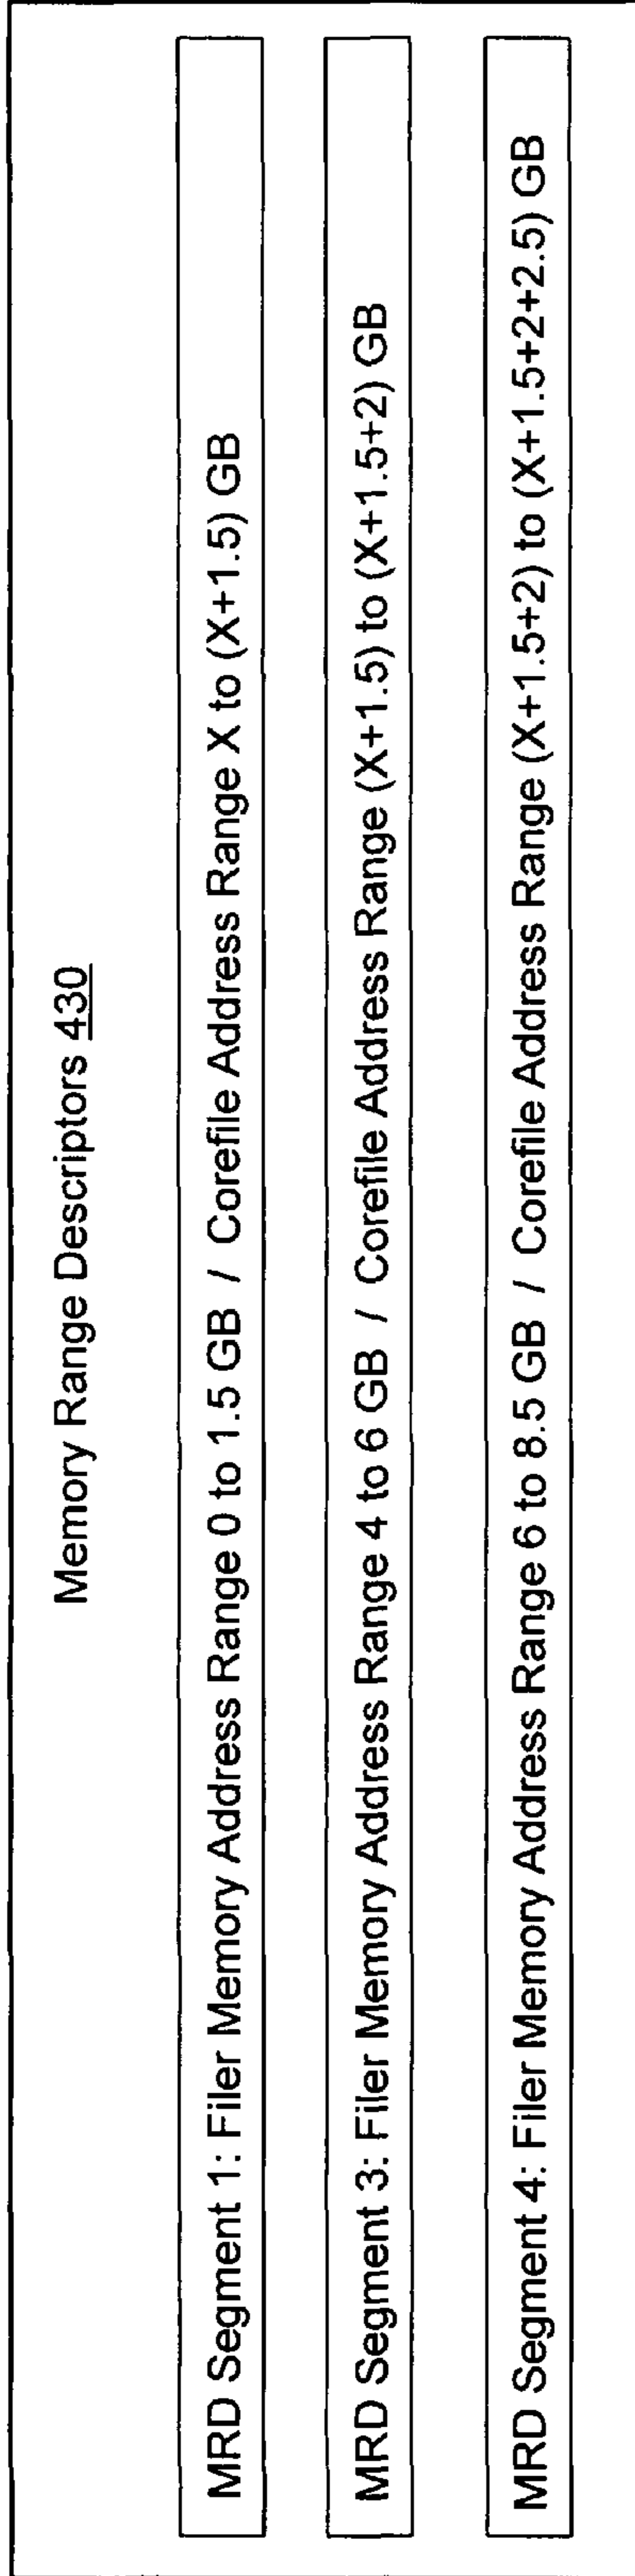 Memory Range Descriptors 430
MRD Segment 1: Filer Memory Address Range 0 to 1.5 GB / Corefile Address Range X to (X+1.5) GB
MRD Segment 3: Filer Memory Address Range 4 to 6 GB / Corefile Address Range (X+1.5) to (X+1.5+2) GB
MRD Segment 4: Filer Memory Address Range 6 to 8.5 GB / Corefile Address Range (X+1.5+2) to (X+1.5+2+2.5) GB